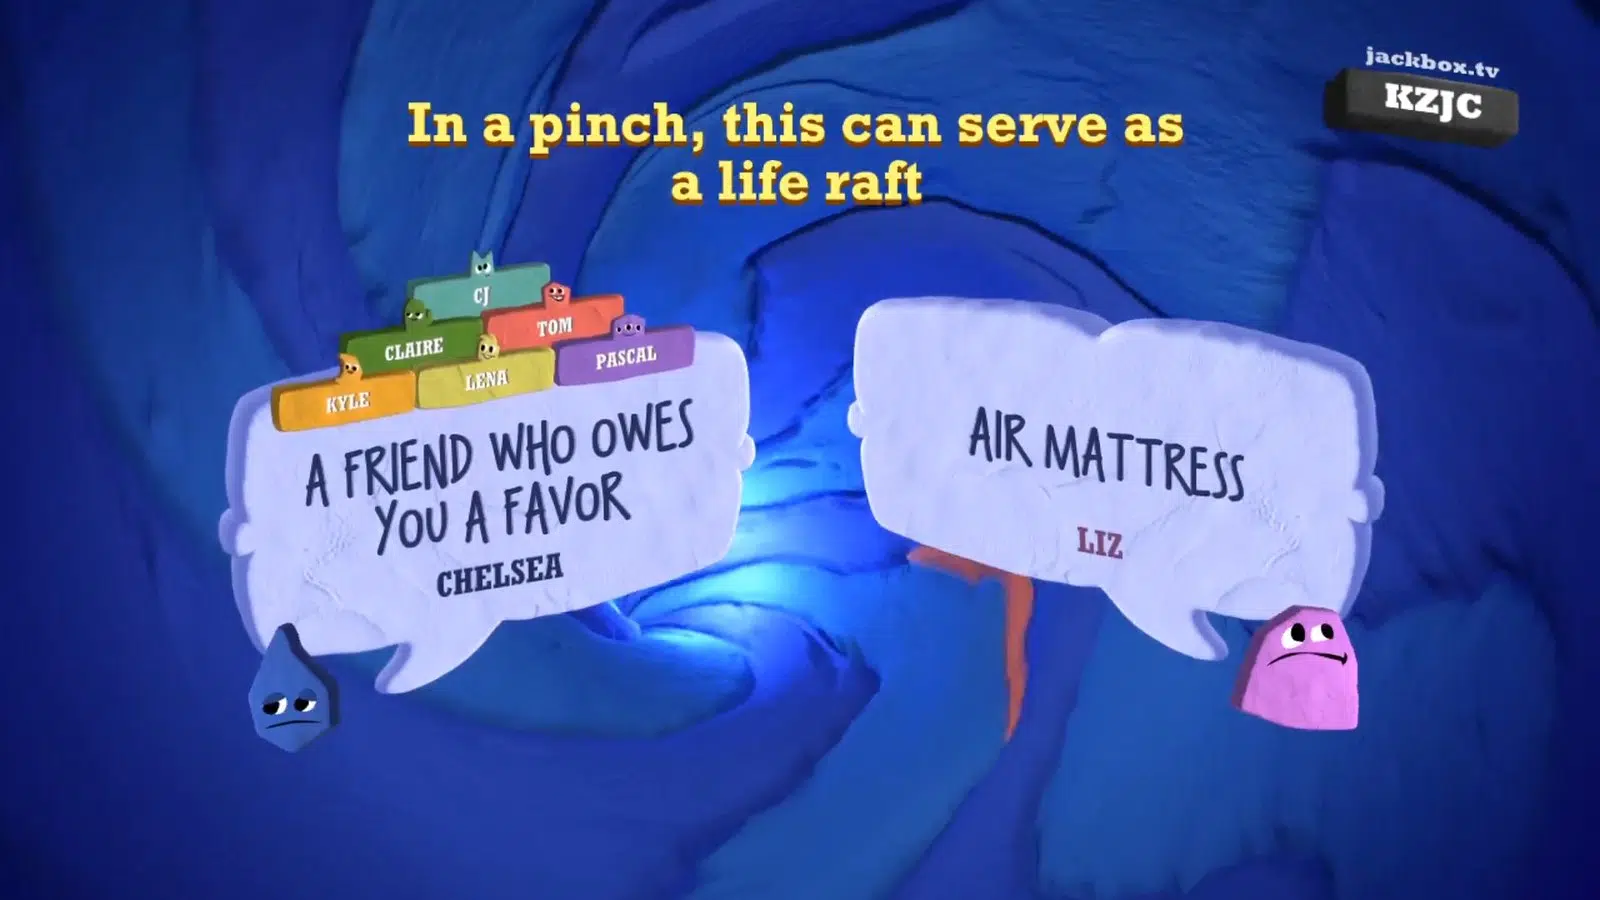 jackbox.tv
KZJC
In a pinch, this can serve as
a life raft
CJ
TOM
CLAIRE
PASCAL
LENA
KYLE
A FRIEND WHO OWES
YOU A FAVOR
CHELSEA
AIR MATTRESS
LIZ